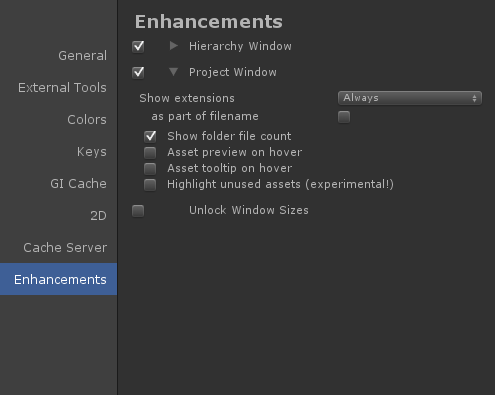 Enhancements
General
External Tools
Colors
Keys
GI Cache
2D
Cache Server
Enhancements
Hierarchy Window
Project Window
Show extensions Always
as part of filename
Show folder file count
Asset preview on hover
Asset tooltip on hover
Highlight unused assets (experimental!)
Unlock Window Sizes